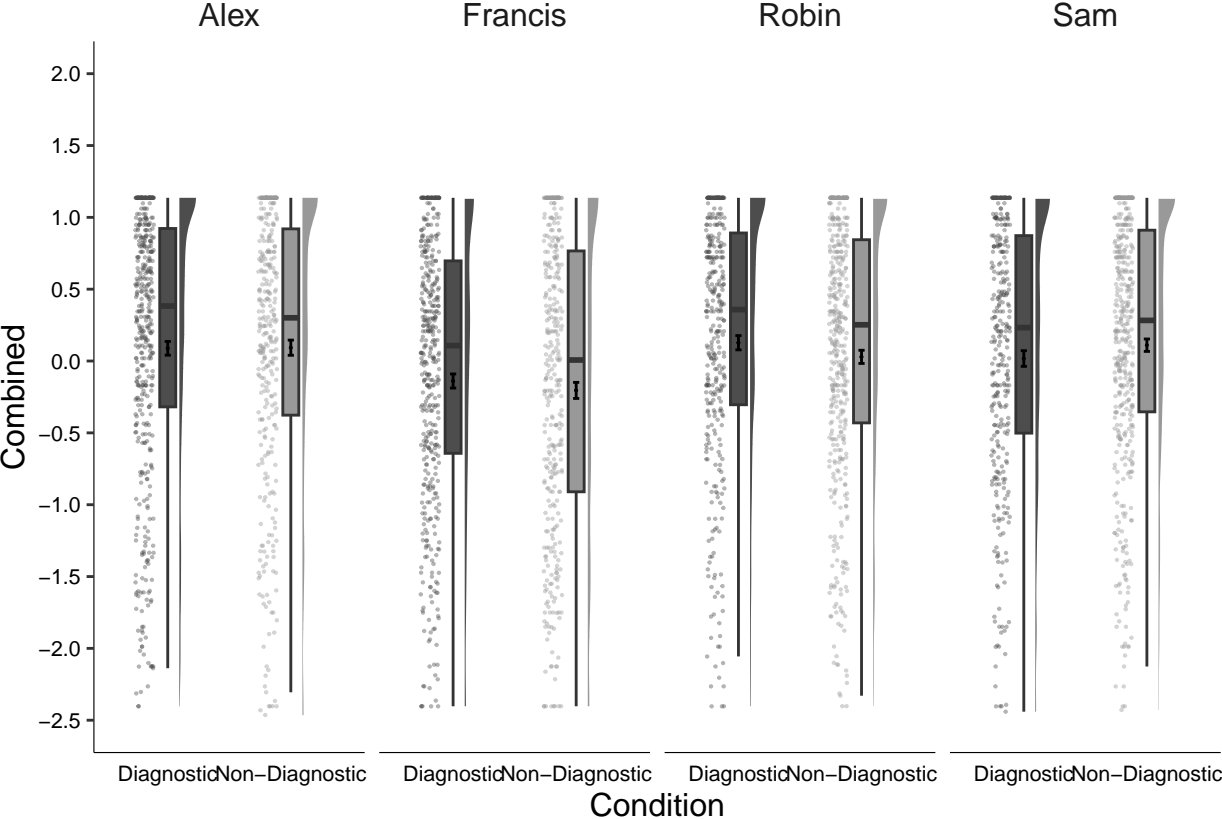 Alex Francis Robin Sam
2.0
1.5
1.0
0.5
0.0
−0.5
−1.0
−1.5
−2.0
−2.5
Combined
Diagnostic Non−Diagnostic Diagnostic Non−Diagnostic Diagnostic Non−Diagnostic Diagnostic Non−Diagnostic
Condition